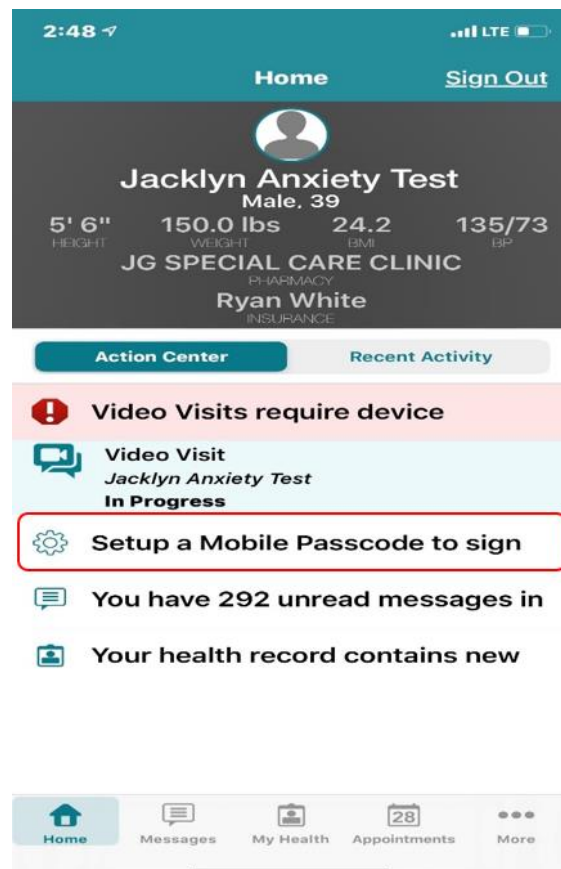 2:48 LTE
Home Sign Out
Jacklyn Anxiety Test
Male, 39
5' 6" 150.0 lbs 24.2 135/73
HEIGHT WEIGHT BMI BP
JG SPECIAL CARE CLINIC
PHARMACY
Ryan White
INSURANCE
Action Center Recent Activity
Video Visits require device
Video Visit
Jacklyn Anxiety Test
In Progress
Setup a Mobile Passcode to sign
You have 292 unread messages in
Your health record contains new
28
Home Messages My Health Appointments More